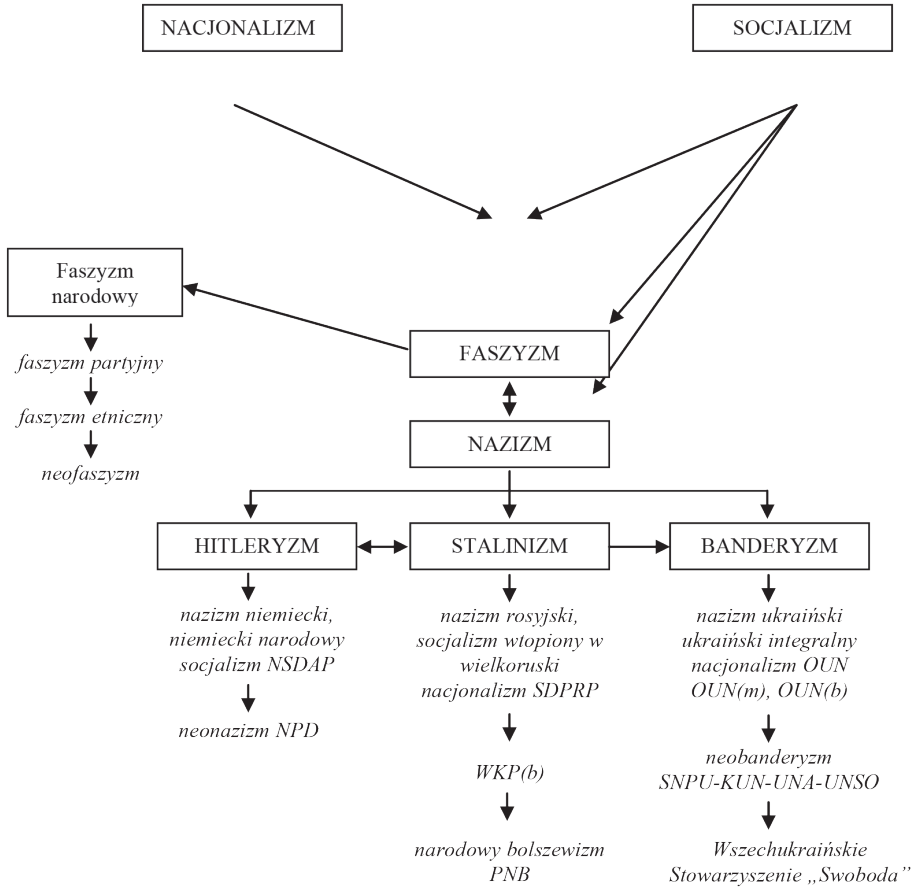 NACJONALIZM
SOCJALIZM
Faszyzm
narodowy
faszyzm partyjny
faszyzm etniczny
neofaszyzm
FASZYZM
NAZIZM
HITLERYZM
STALINIZM
BANDERYZM
nazizm niemiecki,
niemiecki narodowy
socjalizm NSDAP
neonazizm NPD
nazizm rosyjski,
socjalizm wtopiony w
wielkoruski
nacjonalizm SDPRP
WKP(b)
narodowy bolszewizm
PNB
nazizm ukraiński
ukraiński integralny
nacjonalizm OUN
OUN(m), OUN(b)
neobanderyzm
SNPU-KUN-UNA-UNSO
Wszechukraińskie
Stowarzyszenie „Swoboda”